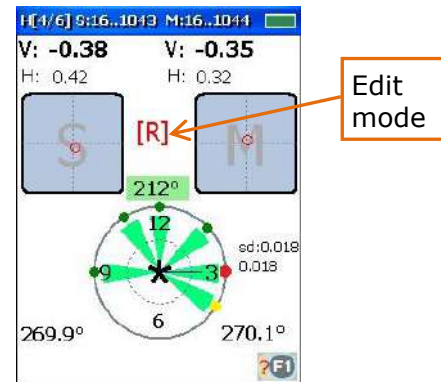 H[4/6] S:16..1043 M:16..1044
V: -0.38 V: -0.35
H: 0.42 H: 0.32
S [R] M
Edit
mode
212°
12
sd:0.018
0.018
9 3
6
269.9° 270.1°
?F1